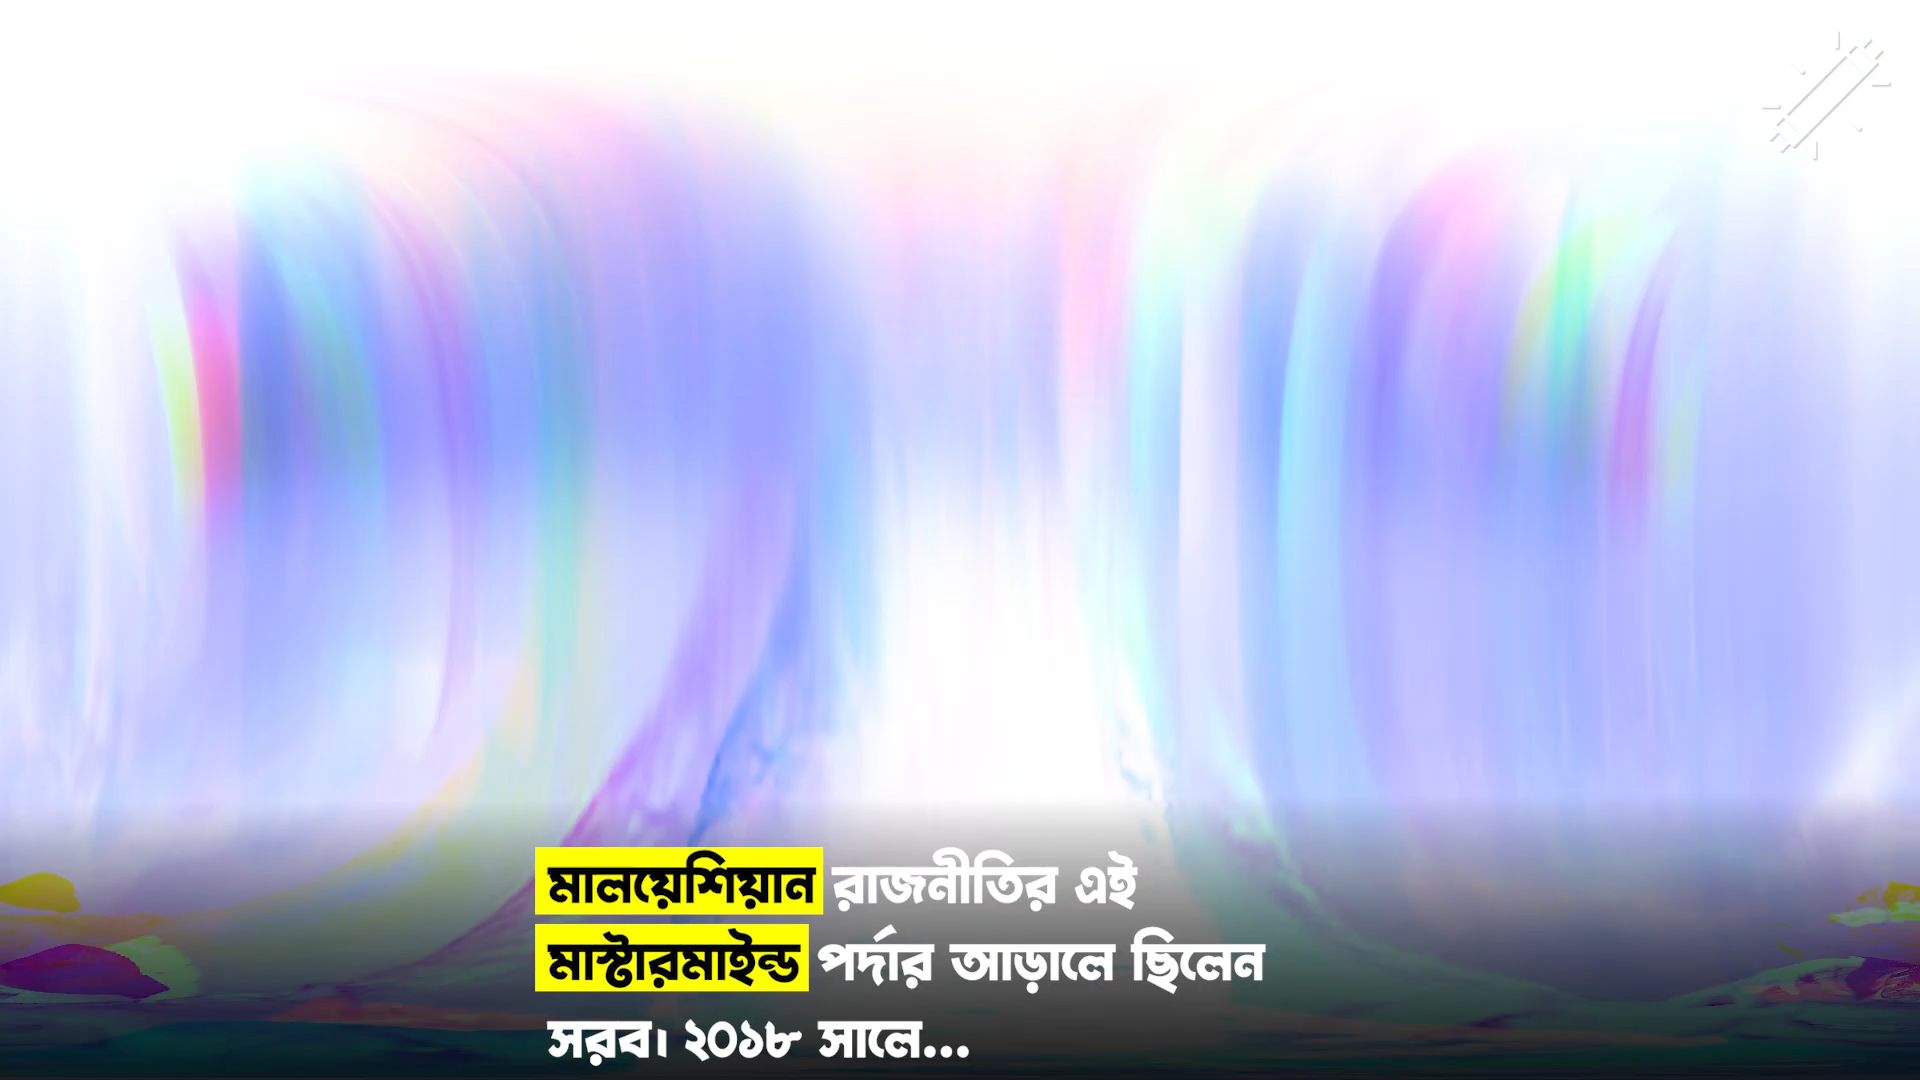 মালয়েশিয়ান রাজনীতির এই
মাস্টারমাইন্ড পর্দার আড়ালে ছিলেন
সরব। ২০১৮ সালে...